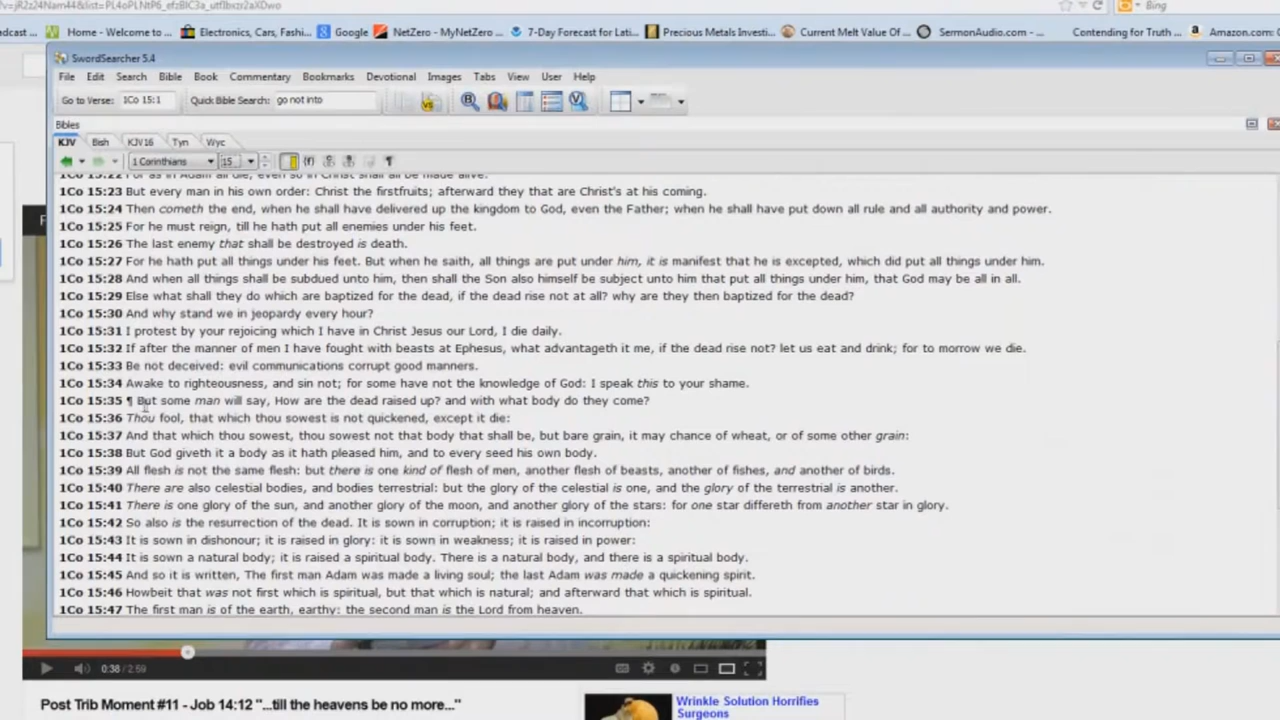 v=jR2z24Nam44&list=PL4oPLNtP6_
Bing
Home - Welcome to ... Electronics, Cars, Fashi... Google NetZero - MyNetZero ... 7-Day Forecast for Lati... Precious Metals Investi... Current Melt Value Of ... SermonAudio.com - ... Contending for Truth ... Amazon.com:
SwordSearcher 5.4
File Edit Search Bible Book Commentary Bookmarks Devotional Images Tabs View User Help
Go to Verse: 1Co 15:1 Quick Bible Search: go not into
Bibles
KJV Bish KJV16 Tyn Wyc
1 Corinthians 15
1Co 15:22 For as in Adam all die, even so in Christ shall all be made alive.
1Co 15:23 But every man in his own order: Christ the firstfruits; afterward they that are Christ's at his coming.
1Co 15:24 Then cometh the end, when he shall have delivered up the kingdom to God, even the Father; when he shall have put down all rule and all authority and power.
1Co 15:25 For he must reign, till he hath put all enemies under his feet.
1Co 15:26 The last enemy that shall be destroyed is death.
1Co 15:27 For he hath put all things under his feet. But when he saith, all things are put under him, it is manifest that he is excepted, which did put all things under him.
1Co 15:28 And when all things shall be subdued unto him, then shall the Son also himself be subject unto him that put all things under him, that God may be all in all.
1Co 15:29 Else what shall they do which are baptized for the dead, if the dead rise not at all? why are they then baptized for the dead?
1Co 15:30 And why stand we in jeopardy every hour?
1Co 15:31 I protest by your rejoicing which I have in Christ Jesus our Lord, I die daily.
1Co 15:32 If after the manner of men I have fought with beasts at Ephesus, what advantageth it me, if the dead rise not? let us eat and drink; for to morrow we die.
1Co 15:33 Be not deceived: evil communications corrupt good manners.
1Co 15:34 Awake to righteousness, and sin not; for some have not the knowledge of God: I speak this to your shame.
1Co 15:35 ¶ But some man will say, How are the dead raised up? and with what body do they come?
1Co 15:36 Thou fool, that which thou sowest is not quickened, except it die:
1Co 15:37 And that which thou sowest, thou sowest not that body that shall be, but bare grain, it may chance of wheat, or of some other grain:
1Co 15:38 But God giveth it a body as it hath pleased him, and to every seed his own body.
1Co 15:39 All flesh is not the same flesh: but there is one kind of flesh of men, another flesh of beasts, another of fishes, and another of birds.
1Co 15:40 There are also celestial bodies, and bodies terrestrial: but the glory of the celestial is one, and the glory of the terrestrial is another.
1Co 15:41 There is one glory of the sun, and another glory of the moon, and another glory of the stars: for one star differeth from another star in glory.
1Co 15:42 So also is the resurrection of the dead. It is sown in corruption; it is raised in incorruption:
1Co 15:43 It is sown in dishonour; it is raised in glory: it is sown in weakness; it is raised in power:
1Co 15:44 It is sown a natural body; it is raised a spiritual body. There is a natural body, and there is a spiritual body.
1Co 15:45 And so it is written, The first man Adam was made a living soul; the last Adam was made a quickening spirit.
1Co 15:46 Howbeit that was not first which is spiritual, but that which is natural; and afterward that which is spiritual.
1Co 15:47 The first man is of the earth, earthy: the second man is the Lord from heaven.
0:38 / 2:59
Post Trib Moment #11 - Job 14:12 "...till the heavens be no more..."
Wrinkle Solution Horrifies
Surgeons